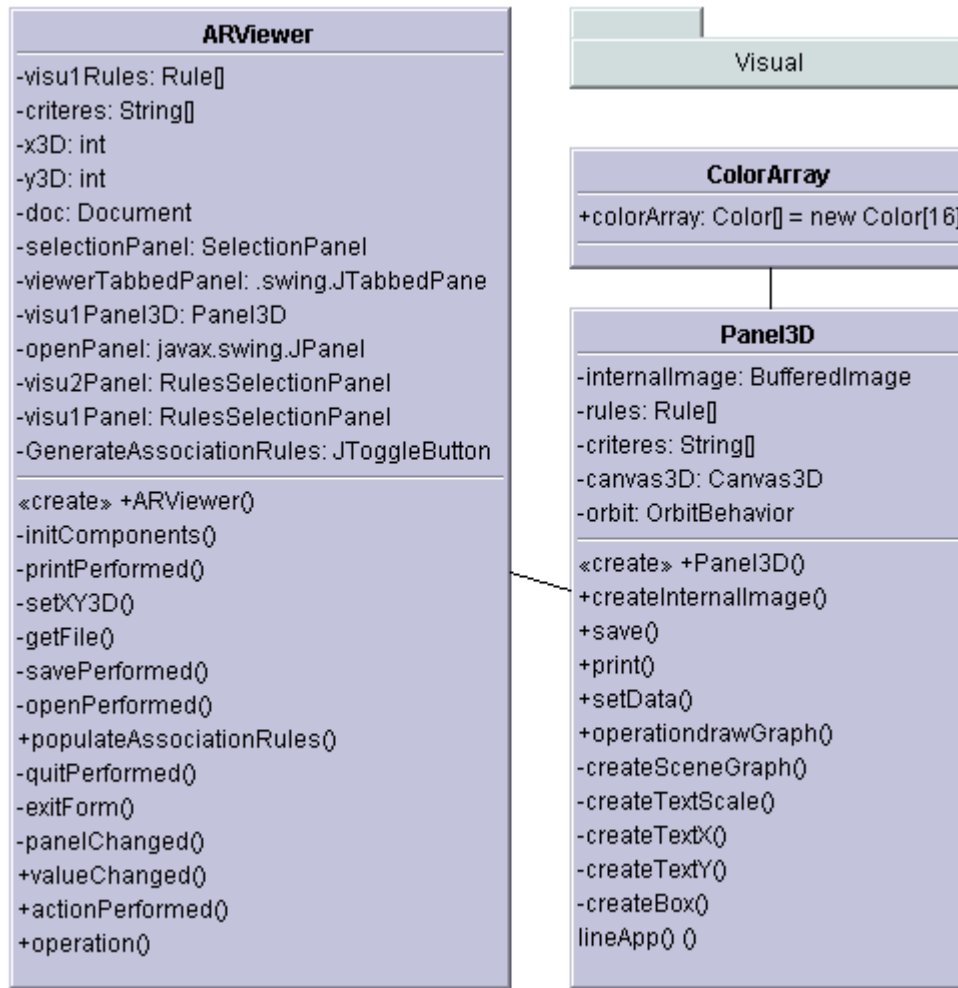 ARViewer
-visu1Rules: Rule[]
-criteres: String[]
-x3D: int
-y3D: int
-doc: Document
-selectionPanel: SelectionPanel
-viewerTabbedPanel: .swing.JTabbedPane
-visu1Panel3D: Panel3D
-openPanel: javax.swing.JPanel
-visu2Panel: RulesSelectionPanel
-visu1Panel: RulesSelectionPanel
-GenerateAssociationRules: JToggleButton
«create» +ARViewer()
-initComponents()
-printPerformed()
-setXY3D()
-getFile()
-savePerformed()
-openPerformed()
+populateAssociationRules()
-quitPerformed()
-exitForm()
-panelChanged()
+valueChanged()
+actionPerformed()
+operation()
Visual
ColorArray
+colorArray: Color[] = new Color[16]
Panel3D
-internalImage: BufferedImage
-rules: Rule[]
-criteres: String[]
-canvas3D: Canvas3D
-orbit: OrbitBehavior
«create» +Panel3D()
+createInternalImage()
+save()
+print()
+setData()
+operationdrawGraph()
-createSceneGraph()
-createTextScale()
-createTextX()
-createTextY()
-createBox()
lineApp() ()